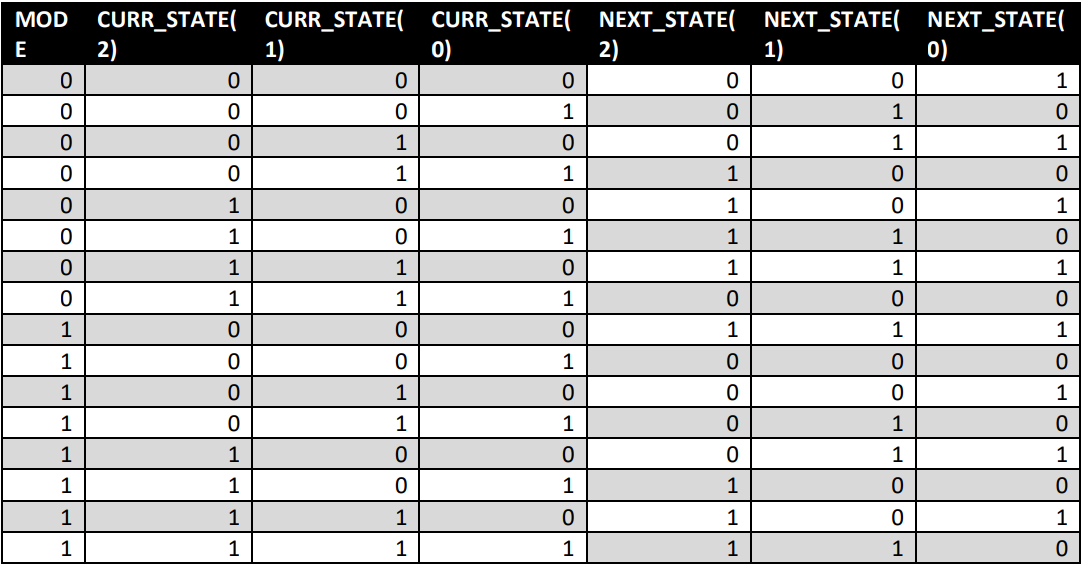 MOD CURR_STATE( CURR_STATE( CURR_STATE( NEXT_STATE( NEXT_STATE( NEXT_STATE(
E 2) 1) 0) 2) 1) 0)
0 0 0 0 0 0 1
0 0 0 1 0 1 0
0 0 1 0 0 1 1
0 0 1 1 1 0 0
0 1 0 0 1 0 1
0 1 0 1 1 1 0
0 1 1 0 1 1 1
0 1 1 1 0 0 0
1 0 0 0 1 1 1
1 0 0 1 0 0 0
1 0 1 0 0 0 1
1 0 1 1 0 1 0
1 1 0 0 0 1 1
1 1 0 1 1 0 0
1 1 1 0 1 0 1
1 1 1 1 1 1 0